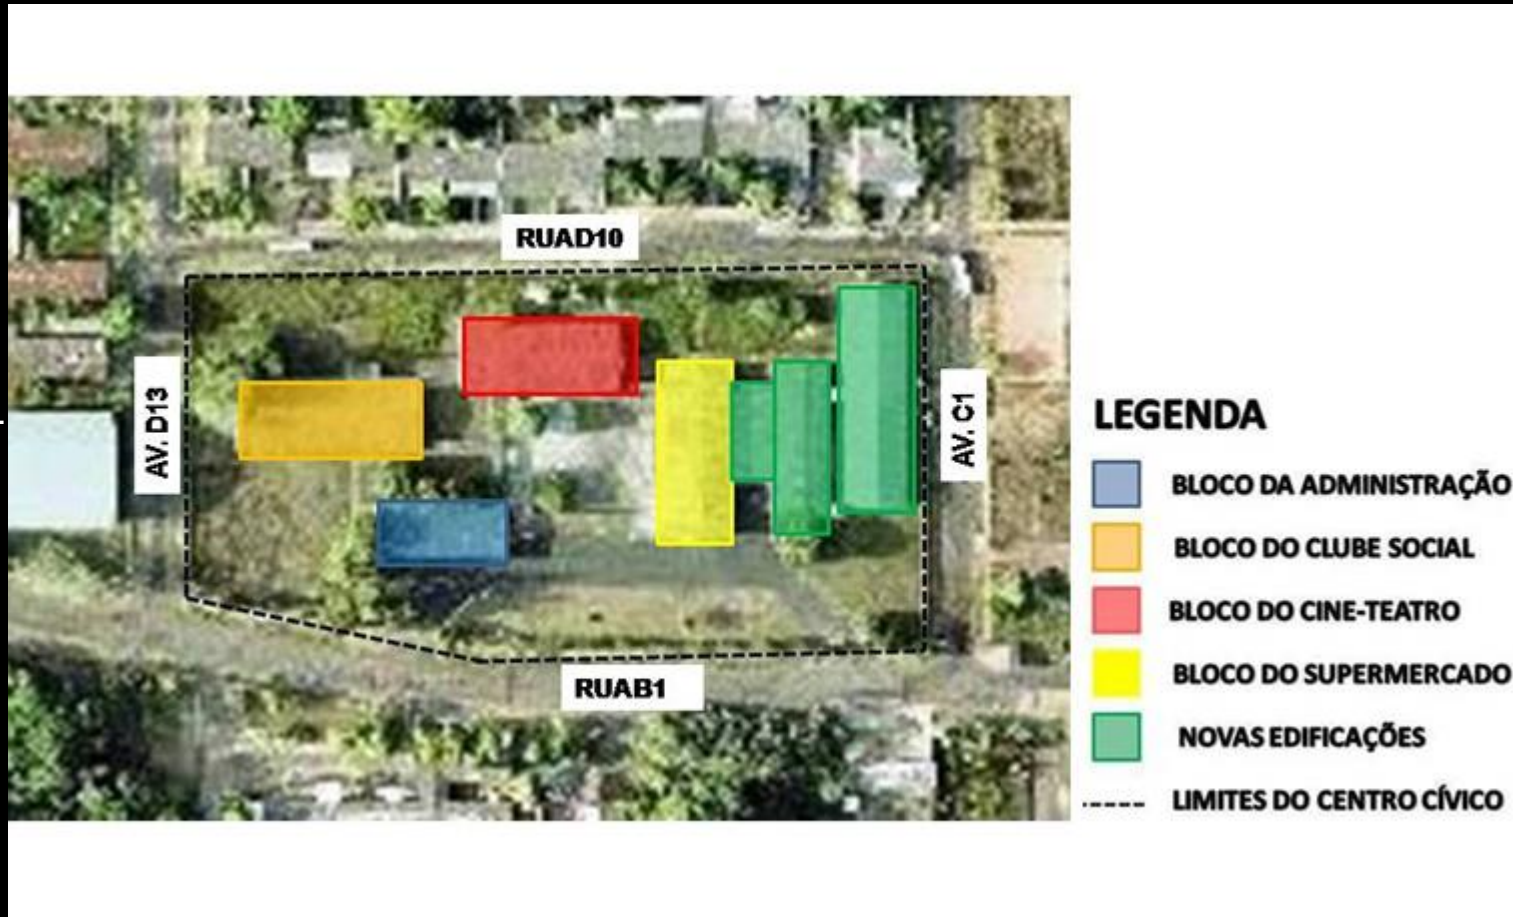 RUAD10
AV. D13
AV. C1
RUAB1
LEGENDA
BLOCO DA ADMINISTRAÇÃO
BLOCO DO CLUBE SOCIAL
BLOCO DO CINE-TEATRO
BLOCO DO SUPERMERCADO
NOVAS EDIFICAÇÕES
LIMITES DO CENTRO CÍVICO